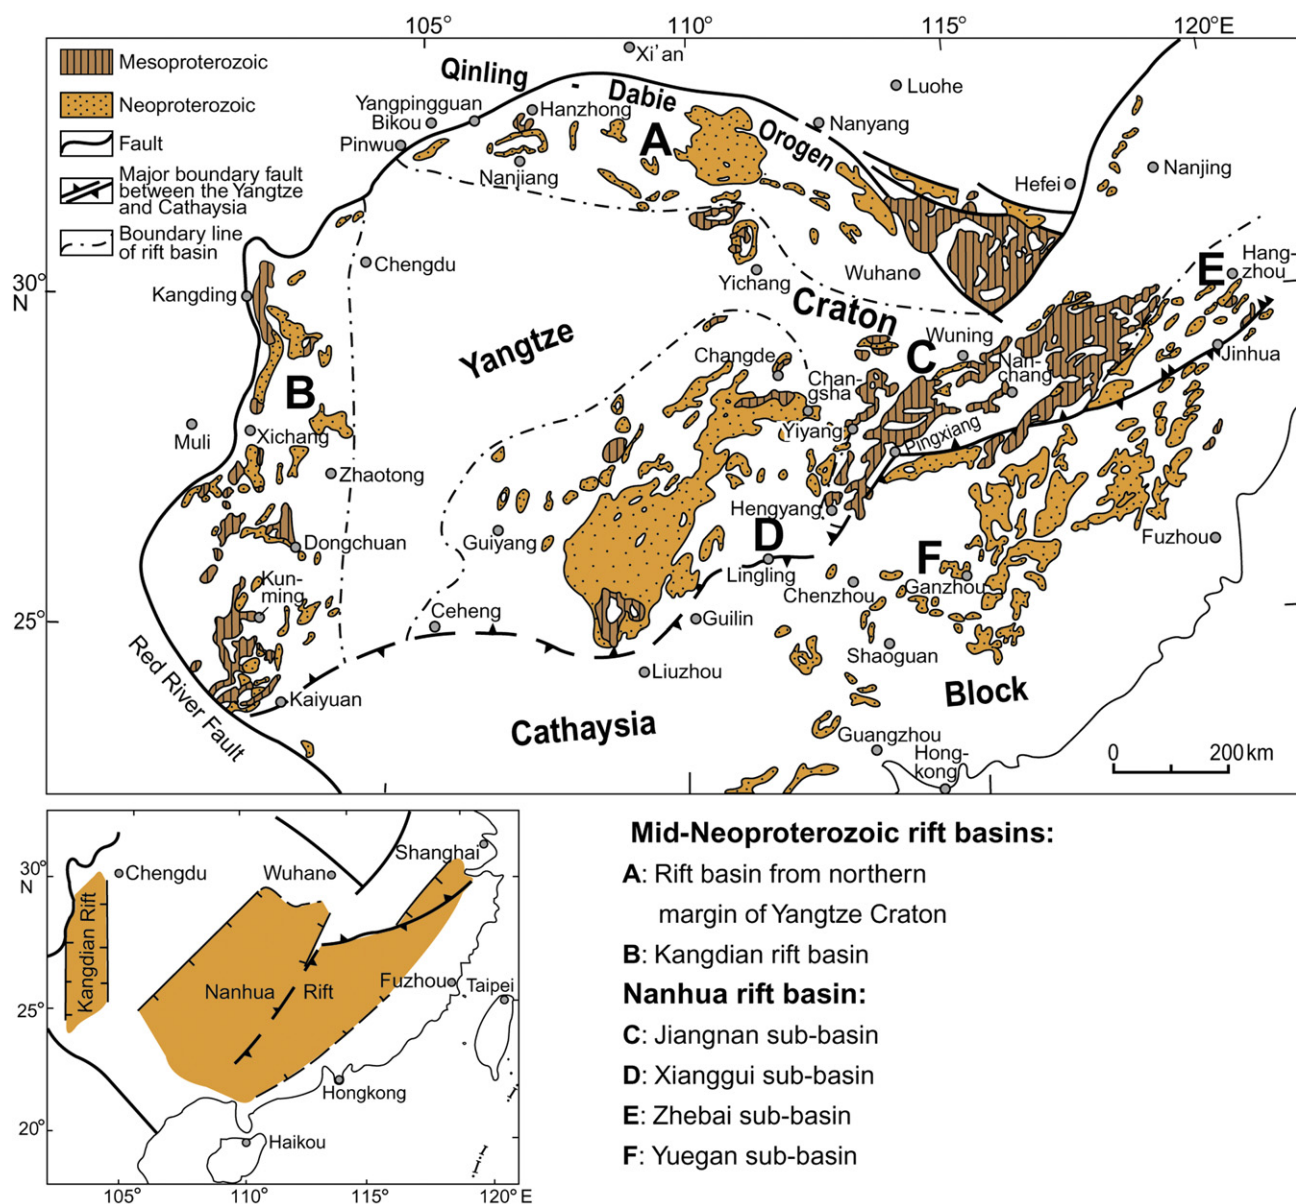 105° 110° 115° 120°E
Mesoproterozoic
Neoproterozoic
Fault
Major boundary fault
between the Yangtze
and Cathaysia
Boundary line
of rift basin
30°
N
25°
Xi'an
Luohe
Qinling - Dabie Orogen
Yangpingguan
Hanzhong
Bikou
Pinwu
A
Nanyang
Nanjiang
Hefei
Nanjing
Chengdu
Yichang
Wuhan
E
Hang-
zhou
Kangding
Craton
Yangtze
Wuning
Changde
C
Nan-
chang
Jinhua
B
Chan-
gsha
Muli
Xichang
Yiyang
Pingxiang
Zhaotong
Hengyang
Dongchuan
Guiyang
D
F
Fuzhou
Lingling
Kun-
ming
Chenzhou
Ganzhou
Ceheng
Guilin
Shaoguan
Liuzhou
Block
Red River Fault
Kaiyuan
Cathaysia
Guangzhou
Hong-
kong
0 200km
30°
N
25°
20°
Chengdu
Wuhan
Shanghai
Kangdian Rift
Nanhua Rift
Fuzhou
Taipei
Hongkong
Haikou
105° 110° 115° 120°E
Mid-Neoproterozoic rift basins:
A: Rift basin from northern
margin of Yangtze Craton
B: Kangdian rift basin
Nanhua rift basin:
C: Jiangnan sub-basin
D: Xianggui sub-basin
E: Zhebai sub-basin
F: Yuegan sub-basin